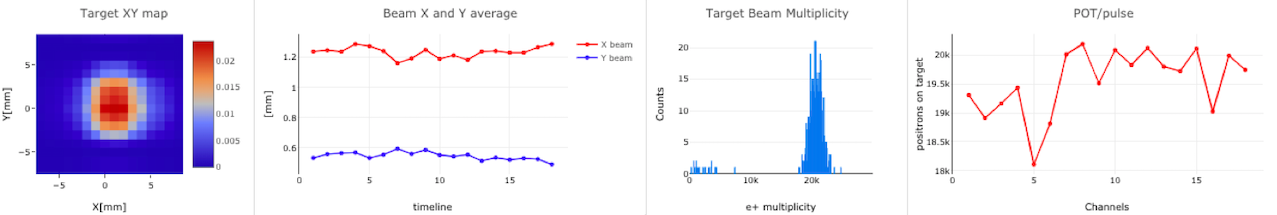 Target XY map
5
0
−5
Y[mm]
−5
0
5
X[mm]
0.02
0.015
0.01
0.005
0
Beam X and Y average
1.2
1
0.8
0.6
[mm]
0
5
10
15
timeline
X beam
Y beam
Target Beam Multiplicity
20
15
10
5
0
Counts
0
10k
20k
e+ multiplicity
POT/pulse
20k
19.5k
19k
18.5k
18k
positrons on target
0
5
10
15
Channels